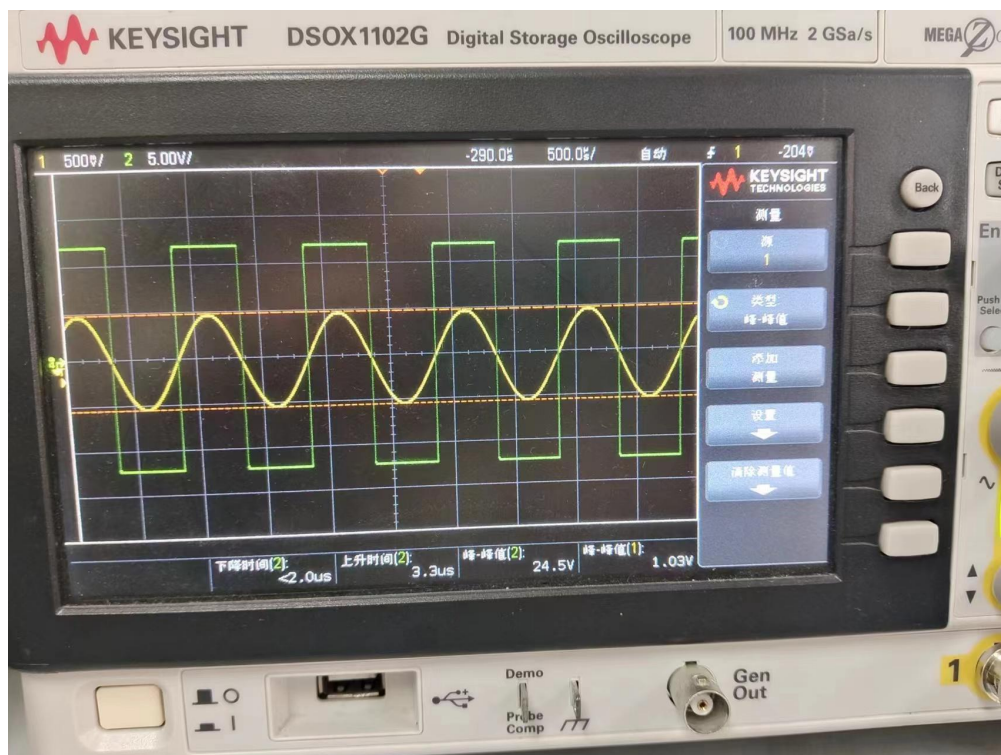 KEYSIGHT DSOX1102G Digital Storage Oscilloscope 100 MHz 2 GSa/s MEGA Z
1 500mV/ 2 5.00V/ -290.0us 500.0us/ 自动 1 -204mV
KEYSIGHT
TECHNOLOGIES
测量
源
1
类型
峰-峰值
添加
测量
设置
清除测量值
下降时间(2):
<2.0us
上升时间(2):
3.3us
峰-峰值(2):
24.5V
峰-峰值(1):
1.03V
Back
En
Push
Selec
Demo
Probe
Comp
Gen
Out
1